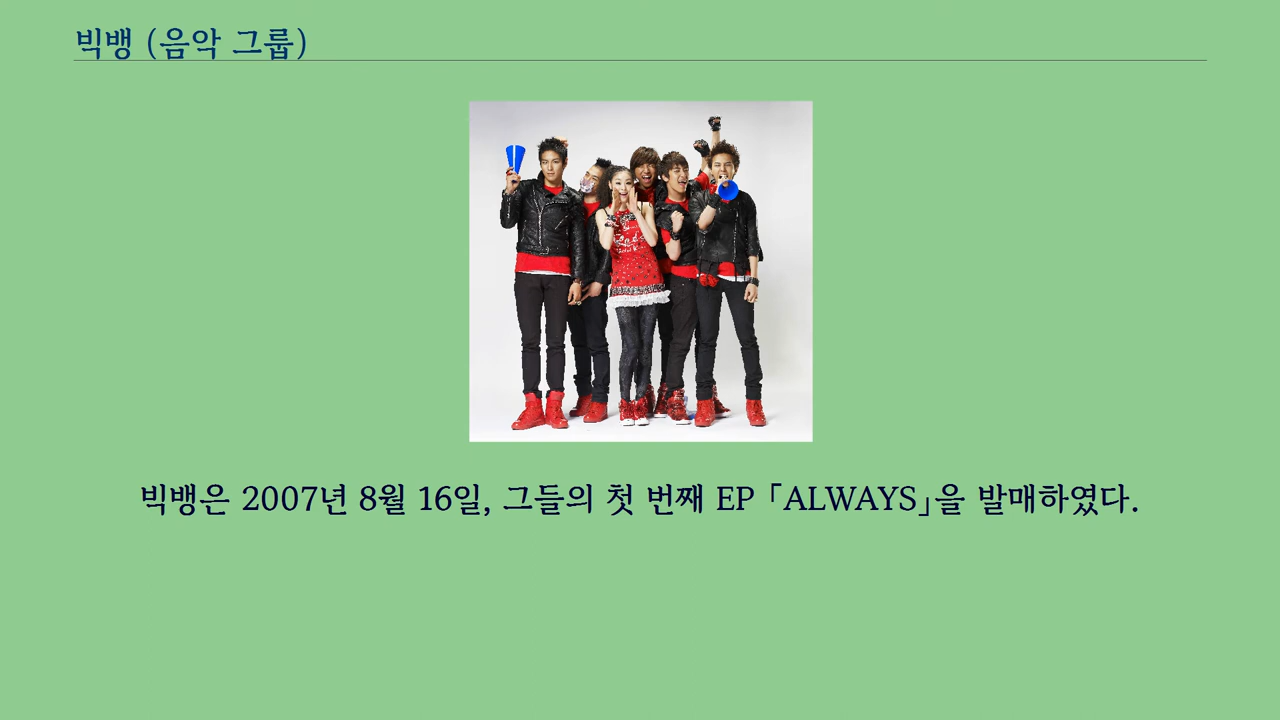 빅뱅 (음악 그룹)
빅뱅은 2007년 8월 16일, 그들의 첫 번째 EP「ALWAYS」을 발매하였다.